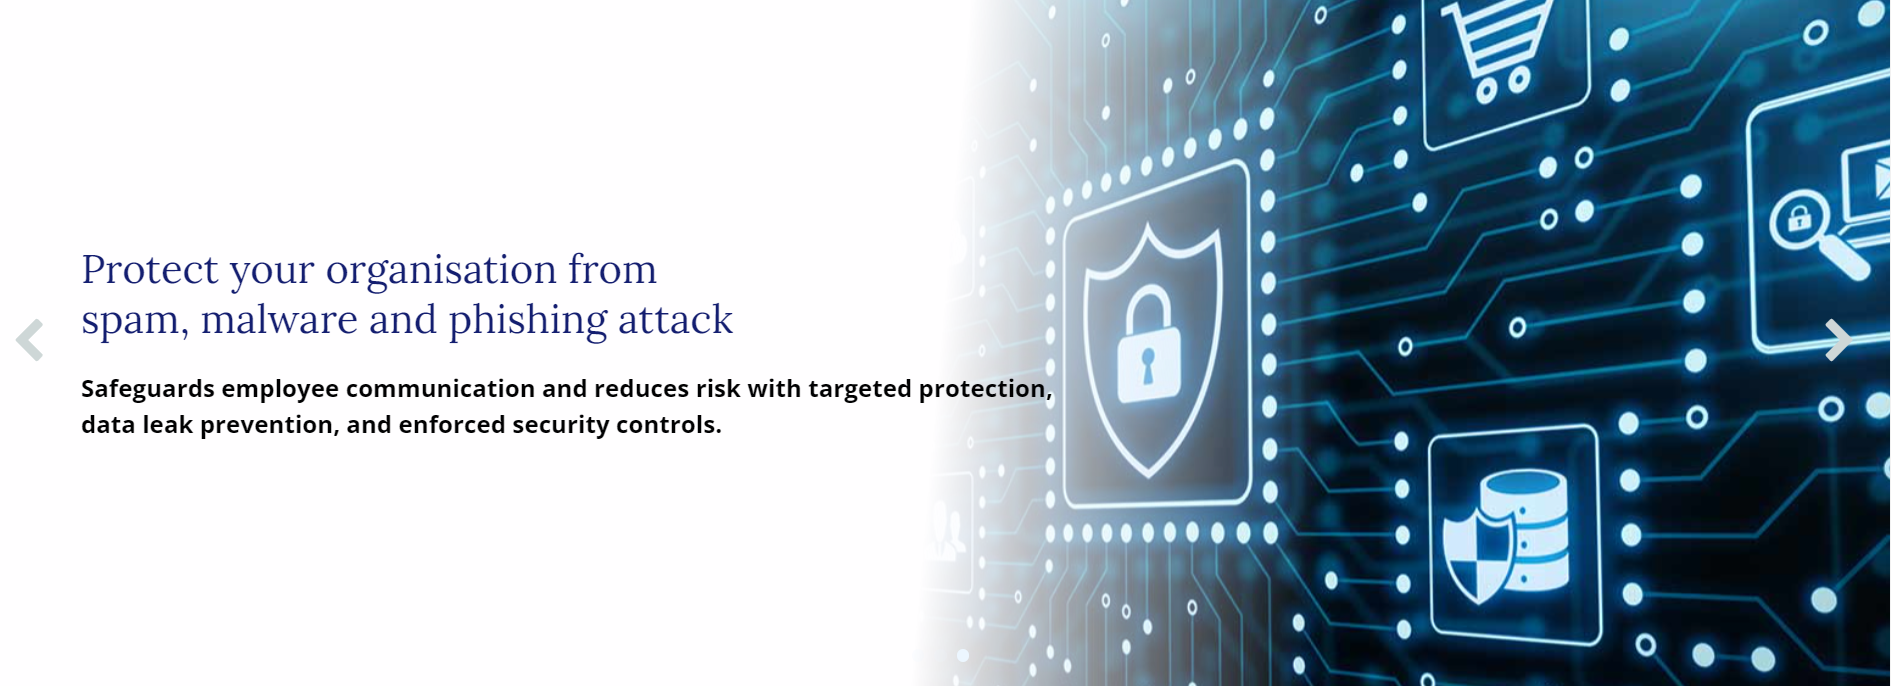 Protect your organisation from
spam, malware and phishing attack
Safeguards employee communication and reduces risk with targeted protection,
data leak prevention, and enforced security controls.